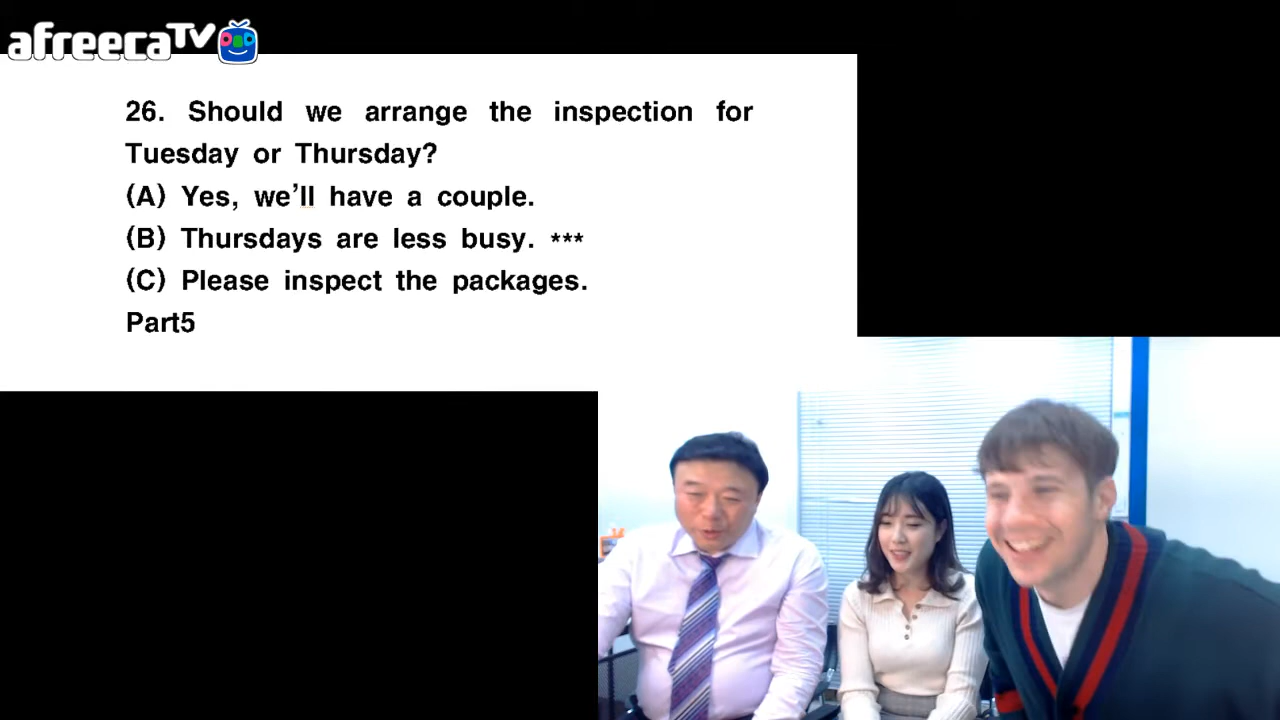 afreecaTV
26. Should we arrange the inspection for
Tuesday or Thursday?
(A) Yes, we’ll have a couple.
(B) Thursdays are less busy. ***
(C) Please inspect the packages.
Part5